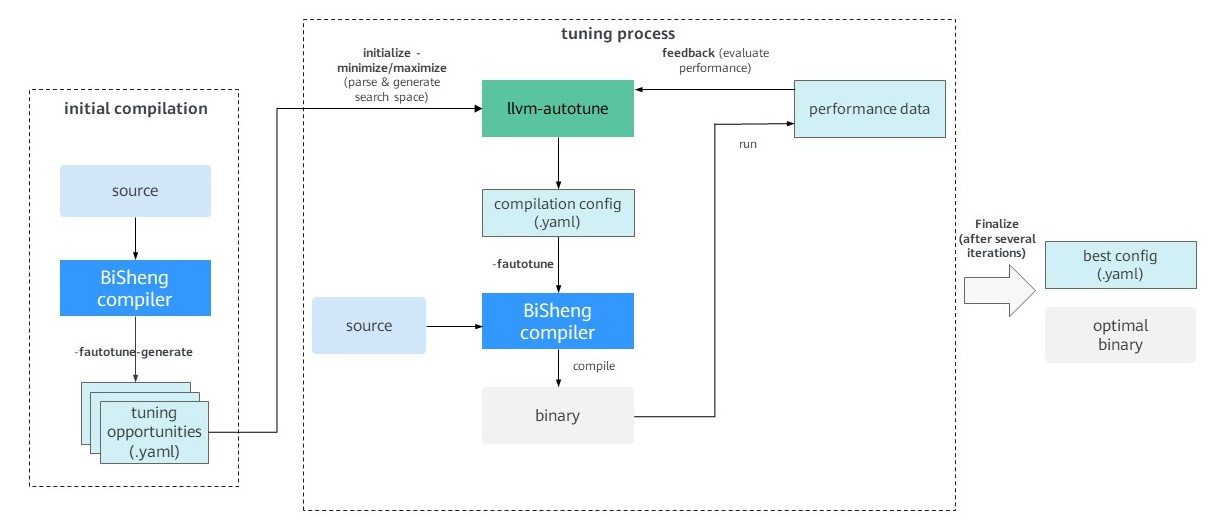 initial compilation
source
BiSheng
compiler
-fautotune-generate
tuning
opportunities
(.yaml)
tuning process
initialize -
minimize/maximize
(parse & generate
search space)
llvm-autotune
feedback (evaluate
performance)
performance data
run
compilation config
(.yaml)
-fautotune
source
BiSheng
compiler
compile
binary
Finalize
(after several
iterations)
best config
(.yaml)
optimal
binary